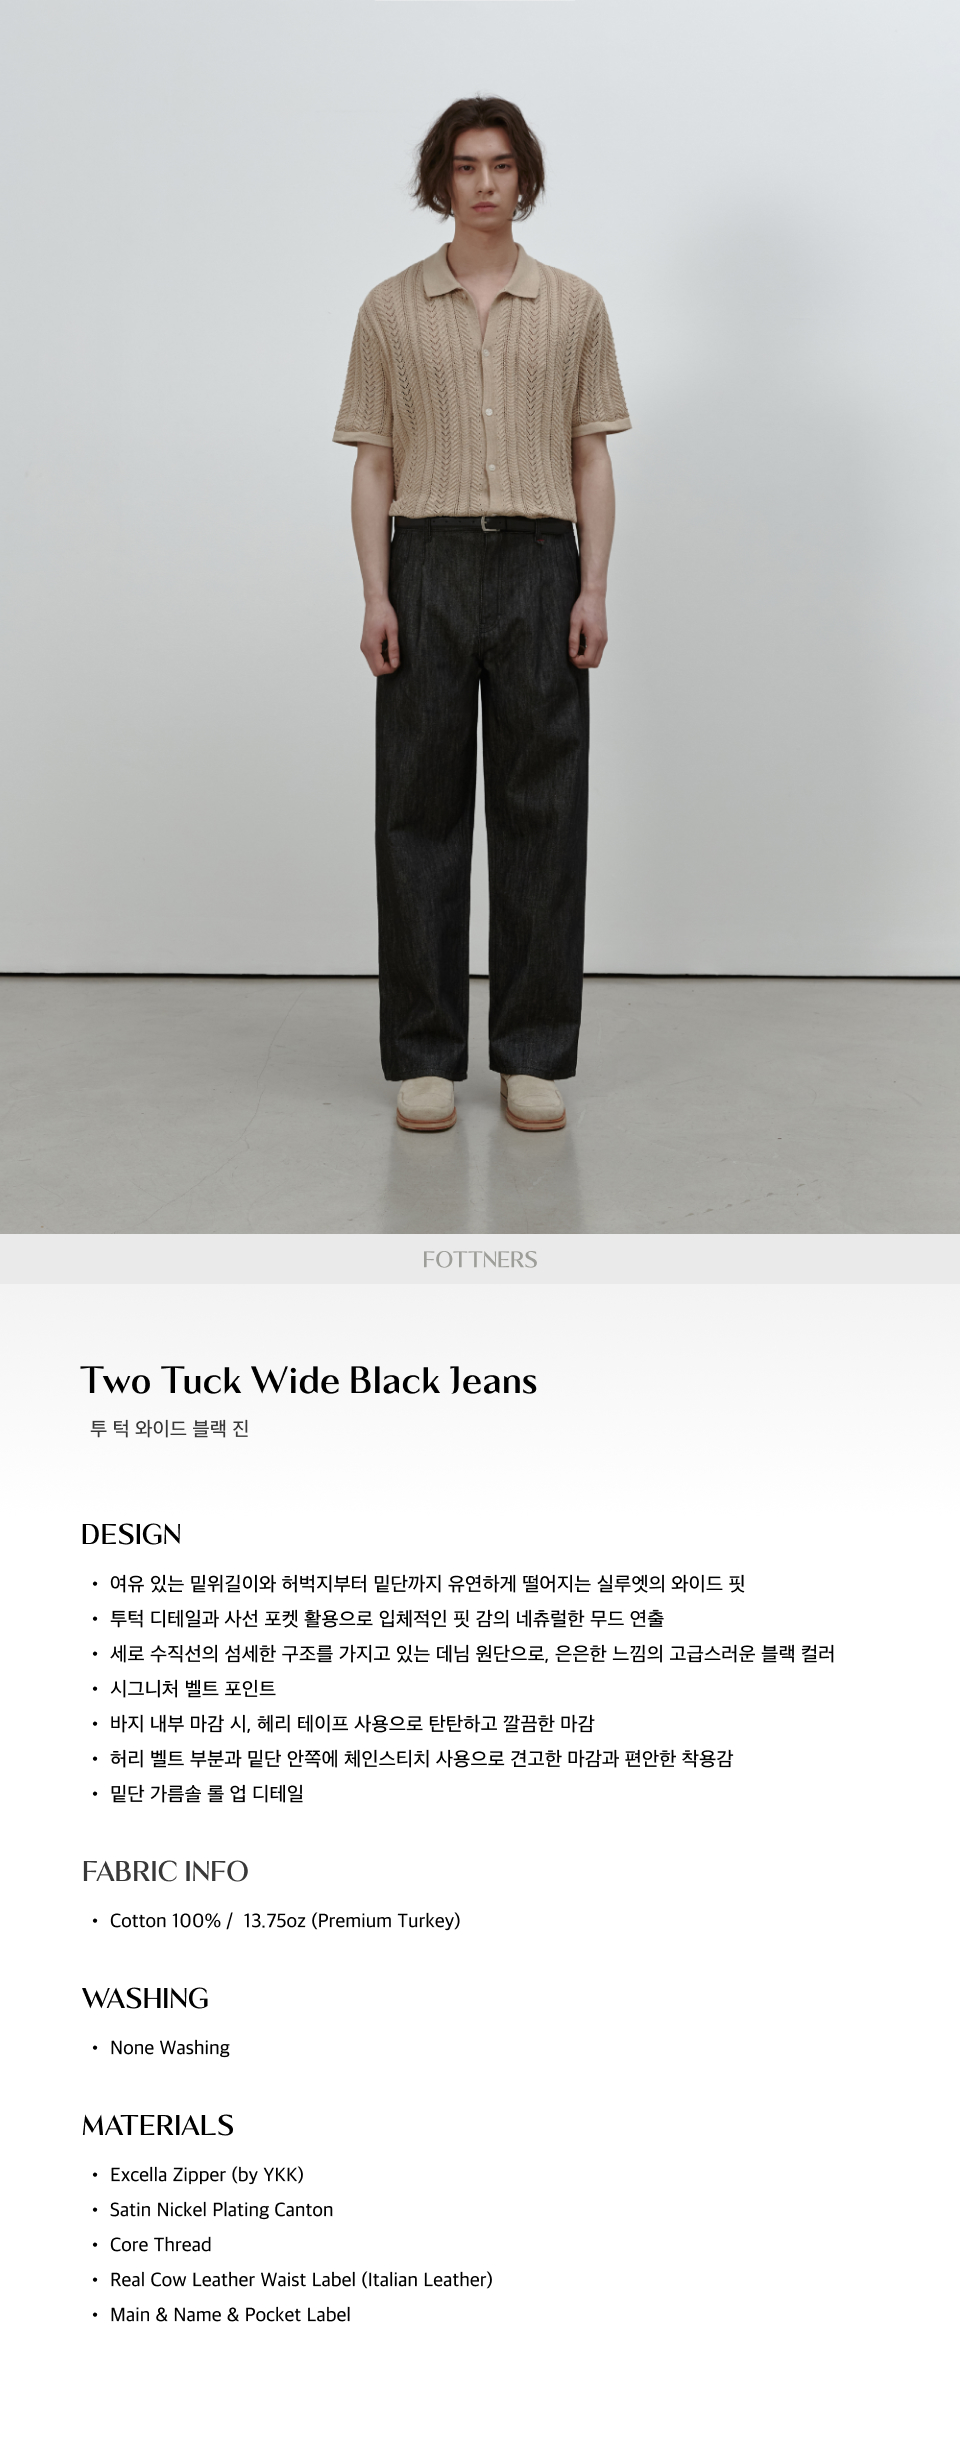 FOTTNERS
Two Tuck Wide Black Jeans
투 턱 와이드 블랙 진
DESIGN
• 여유 있는 밑위길이와 허벅지부터 밑단까지 유연하게 떨어지는 실루엣의 와이드 핏
• 투턱 디테일과 사선 포켓 활용으로 입체적인 핏 감의 네츄럴한 무드 연출
• 세로 수직선의 섬세한 구조를 가지고 있는 데님 원단으로, 은은한 느낌의 고급스러운 블랙 컬러
• 시그니처 벨트 포인트
• 바지 내부 마감 시, 헤리 테이프 사용으로 탄탄하고 깔끔한 마감
• 허리 벨트 부분과 밑단 안쪽에 체인스티치 사용으로 견고한 마감과 편안한 착용감
• 밑단 가름솔 롤 업 디테일
FABRIC INFO
• Cotton 100% / 13.75oz (Premium Turkey)
WASHING
• None Washing
MATERIALS
• Excella Zipper (by YKK)
• Satin Nickel Plating Canton
• Core Thread
• Real Cow Leather Waist Label (Italian Leather)
• Main & Name & Pocket Label